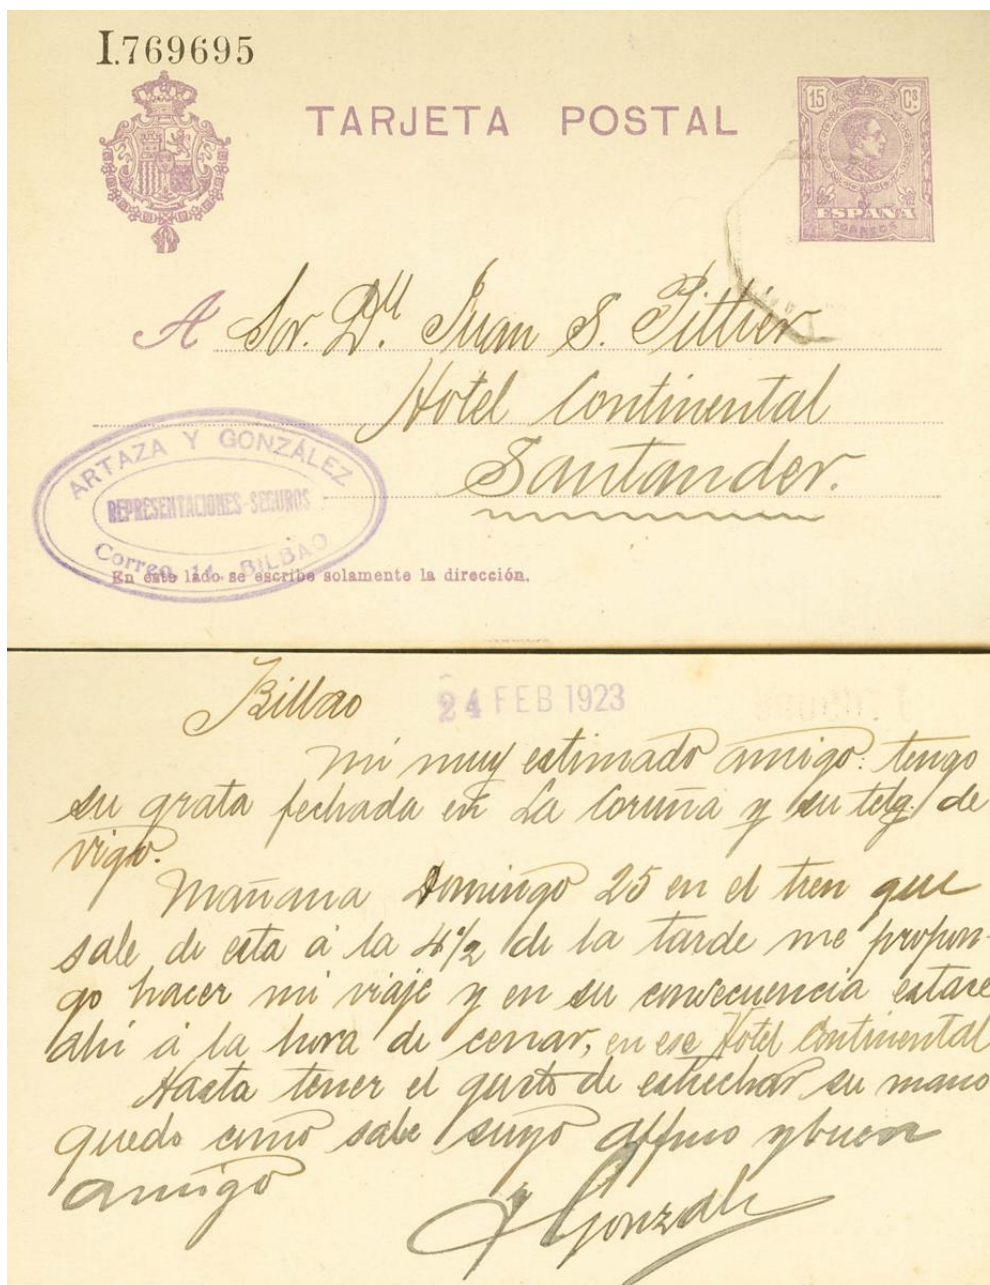 I.769695
TARJETA POSTAL
15 Cs
ESPAÑA
CORREOS
A Sor. Dn Juan S. Pittier
Hotel Continental
Santander.
ARTAZA Y GONZÁLEZ
REPRESENTACIONES-SEGUROS
Correo, 14. BILBAO
En este lado se escribe solamente la dirección.
Bilbao 24 FEB 1923
Mi muy estimado amigo: tengo
su grata fechada en La Coruña y su telg. de
Vigo.
Mañana Domingo 25 en el tren que
sale de esta á la 4½ de la tarde me propon-
go hacer mi viaje y en su consecuencia estare
ahi á la hora de cenar, en ese Hotel Continental
Hasta tener el gusto de estrechar su mano
quedo como sabe suyo affmo y buen
amigo
Gonzalez